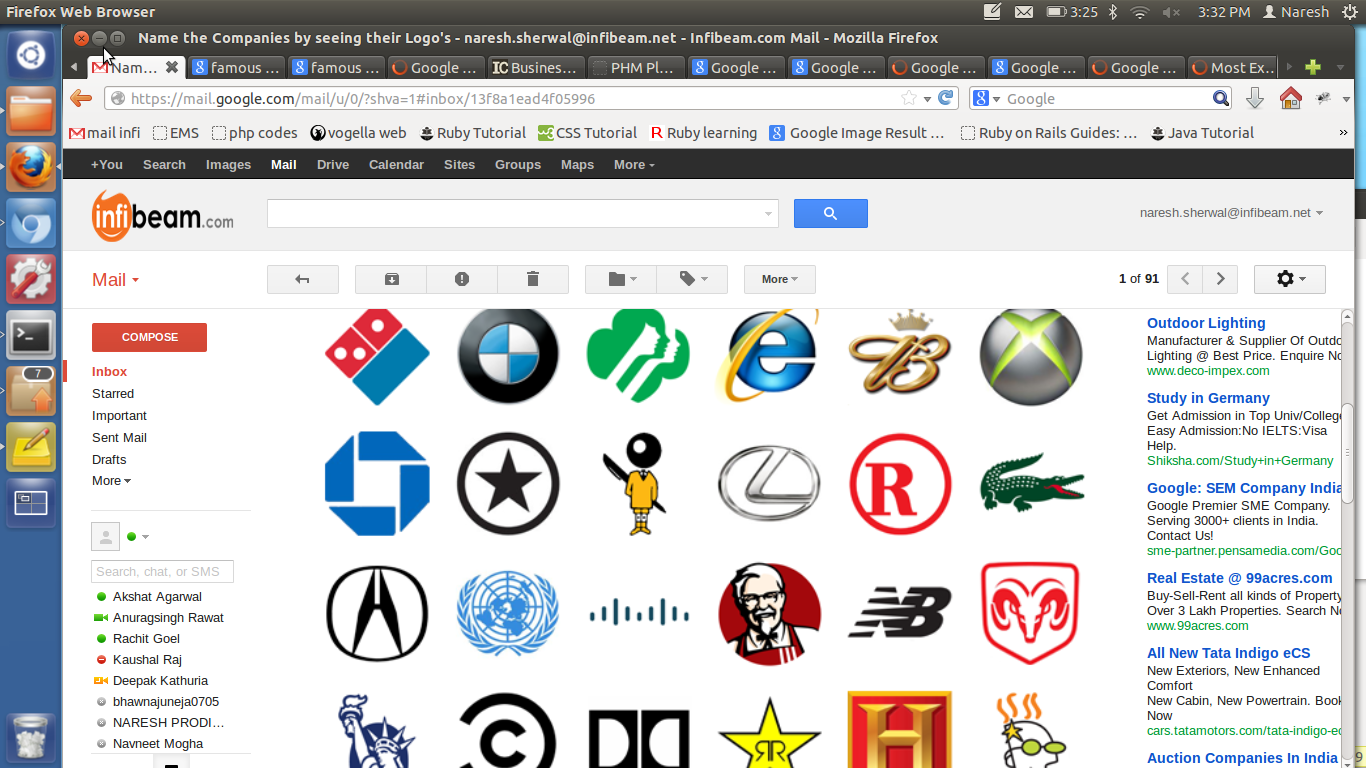 Firefox Web Browser
3:25
3:32 PM
Naresh
Name the Companies by seeing their Logo's - naresh.sherwal@infibeam.net - Infibeam.com Mail - Mozilla Firefox
Nam...
famous ...
famous ...
Google ...
IC Busines...
PHM Pl...
Google ...
Google ...
Google ...
Google ...
Google ...
Most Ex...
https://mail.google.com/mail/u/0/?shva=1#inbox/13f8a1ead4f05996
Google
mail infi
EMS
php codes
vogella web
Ruby Tutorial
CSS Tutorial
R Ruby learning
Google Image Result ...
Ruby on Rails Guides: ...
Java Tutorial
»
+You
Search
Images
Mail
Drive
Calendar
Sites
Groups
Maps
More
infibeam.com
naresh.sherwal@infibeam.net
Mail
More
1 of 91
COMPOSE
Inbox
Starred
Important
Sent Mail
Drafts
More
Search, chat, or SMS
Akshat Agarwal
Anuragsingh Rawat
Rachit Goel
Kaushal Raj
Deepak Kathuria
bhawnajuneja0705
NARESH PRODI...
Navneet Mogha
7
e
B
R
NB
C
RR
H
Outdoor Lighting
Manufacturer & Supplier Of Outdo
Lighting @ Best Price. Enquire No
www.deco-impex.com
Study in Germany
Get Admission in Top Univ/College
Easy Admission:No IELTS:Visa
Help.
Shiksha.com/Study+in+Germany
Google: SEM Company India
Google Premier SME Company.
Serving 3000+ clients in India.
Contact Us!
sme-partner.pensamedia.com/Goo
Real Estate @ 99acres.com
Buy-Sell-Rent all kinds of Property
Over 3 Lakh Properties. Search No
www.99acres.com
All New Tata Indigo eCS
New Exteriors, New Enhanced
Comfort
New Cabin, New Powertrain. Book
Now
cars.tatamotors.com/tata-indigo-ec
Auction Companies In India